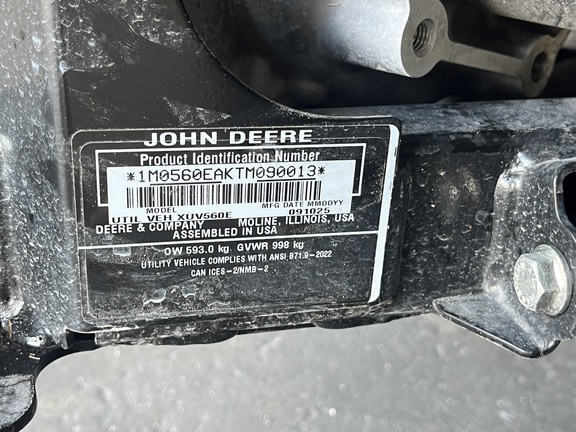 JOHN DEERE
Product Identification Number
*1M0560EAKTM090013*
MODEL MFG DATE MMDDYY
UTIL VEH XUV560E 091025
DEERE & COMPANY MOLINE, ILLINOIS, USA
ASSEMBLED IN USA
OW 593.0 kg. GVWR 998 kg
UTILITY VEHICLE COMPLIES WITH ANSI B71.9-2022
CAN ICES-2/NMB-2